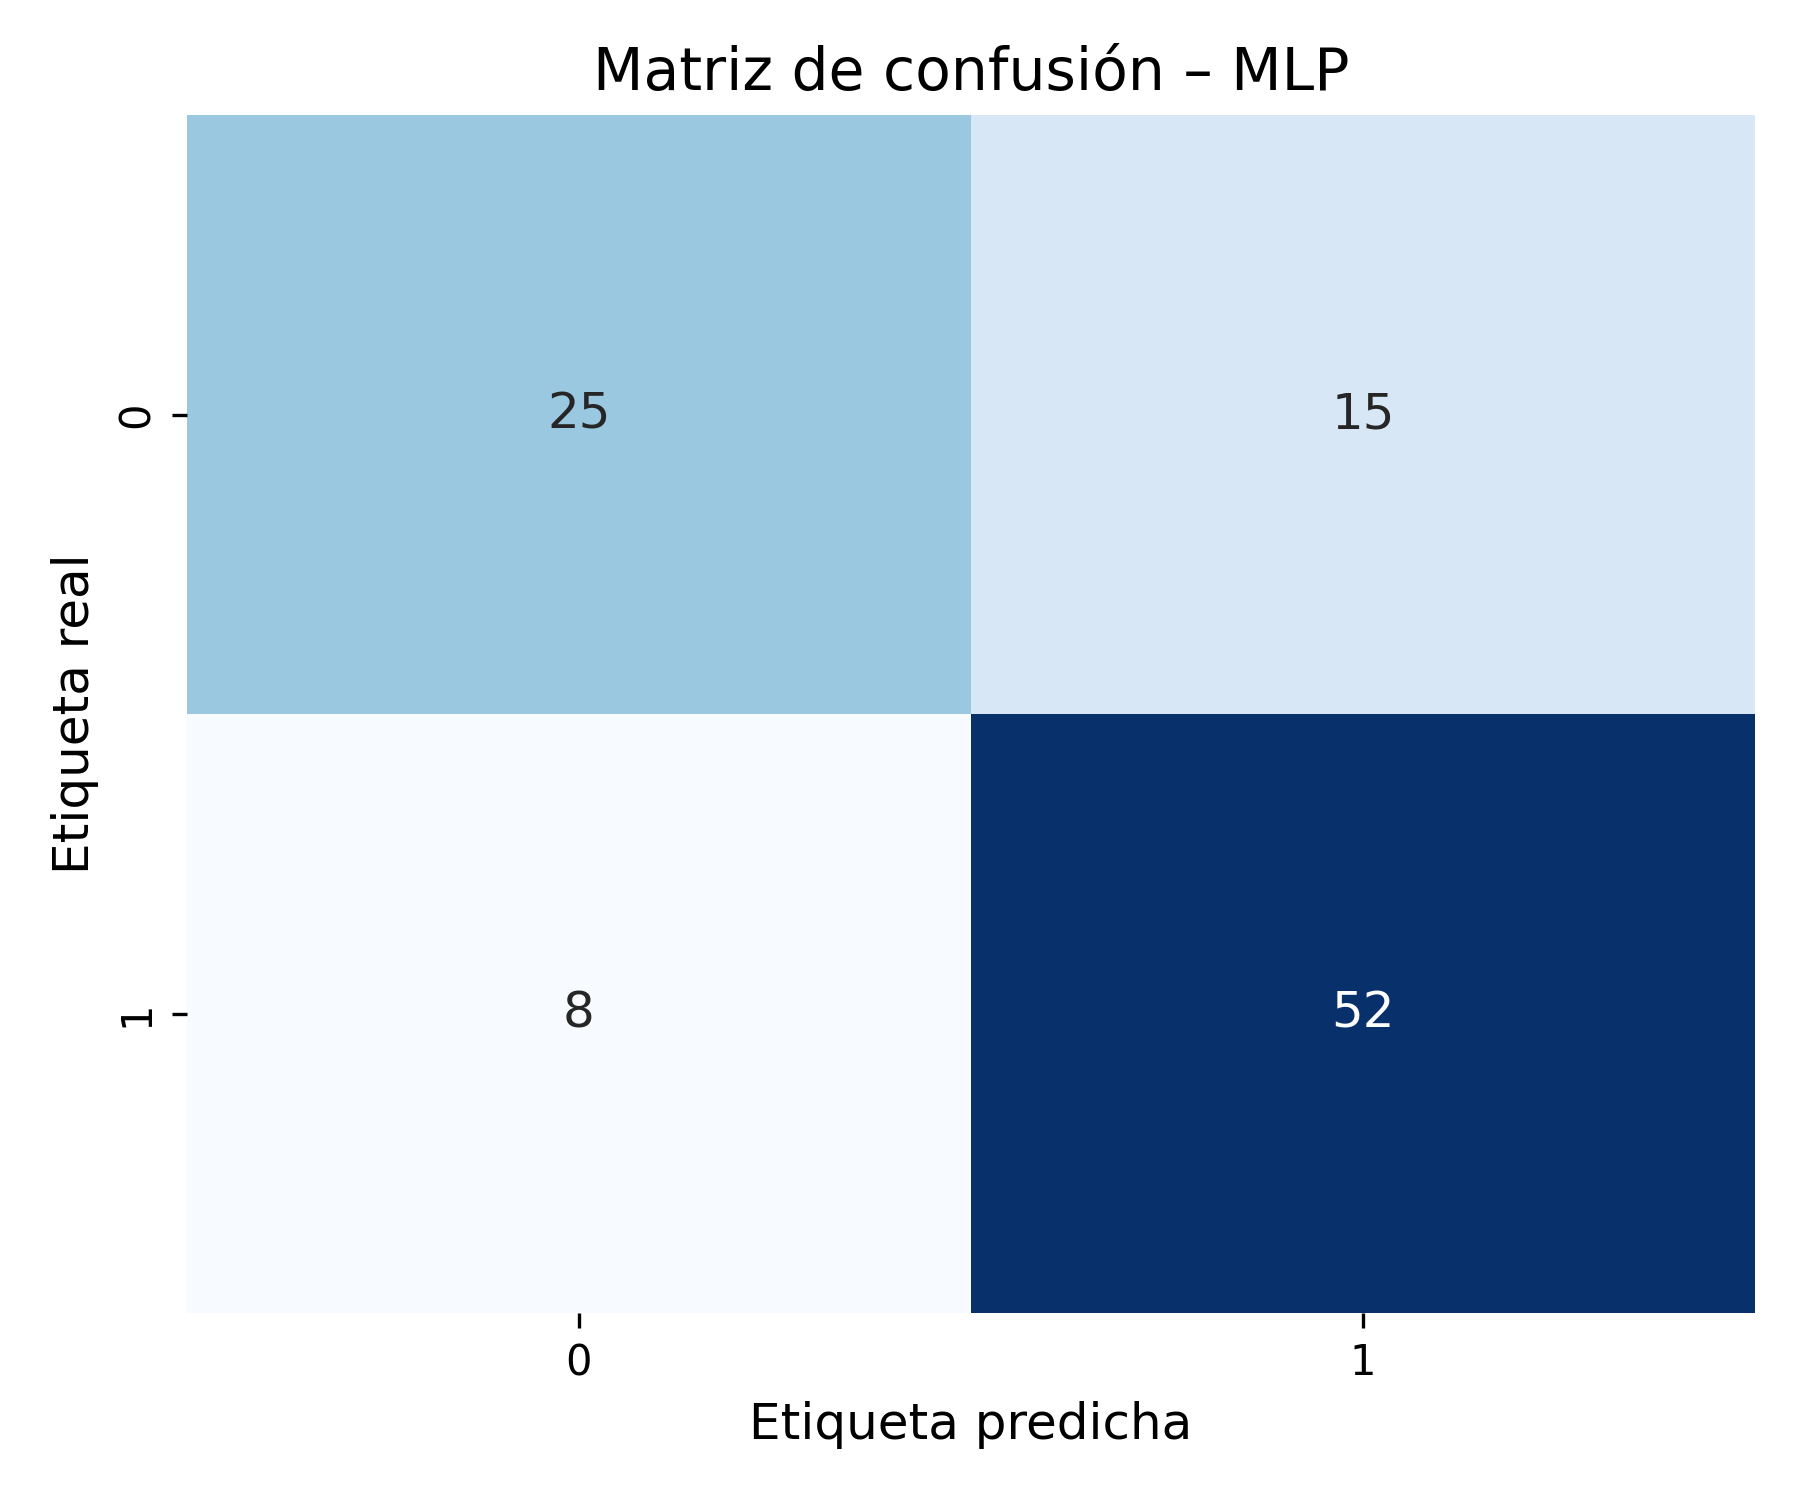 Matriz de confusión – MLP
25
15
0
Etiqueta real
8
52
1
0
1
Etiqueta predicha